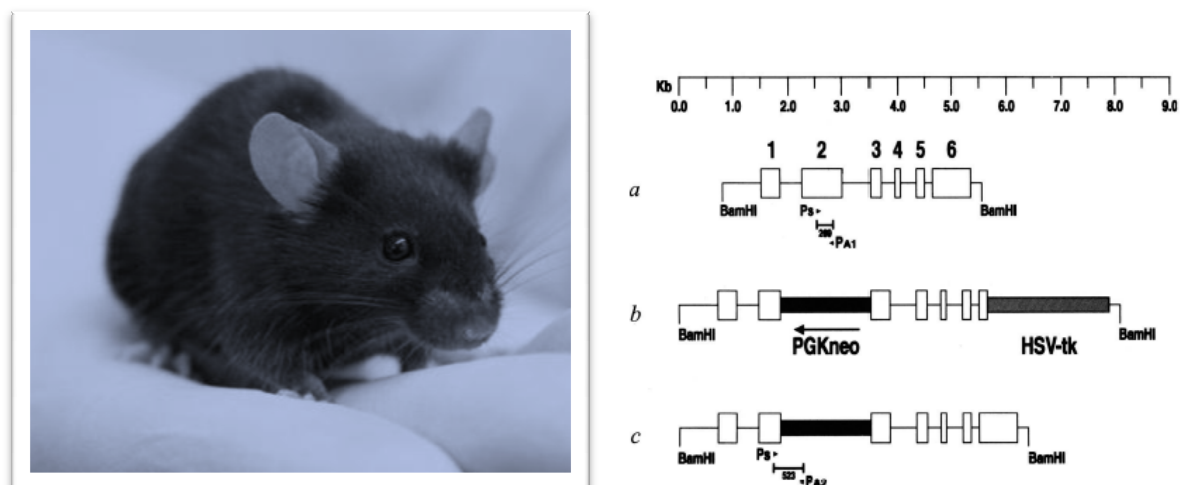 Kb
0.0 1.0 2.0 3.0 4.0 5.0 6.0 7.0 8.0 9.0
1 2 3 4 5 6
a
BamHI Ps BamHI
PA1
b
BamHI PGKneo HSV-tk BamHI
c
BamHI Ps BamHI
523
PA2